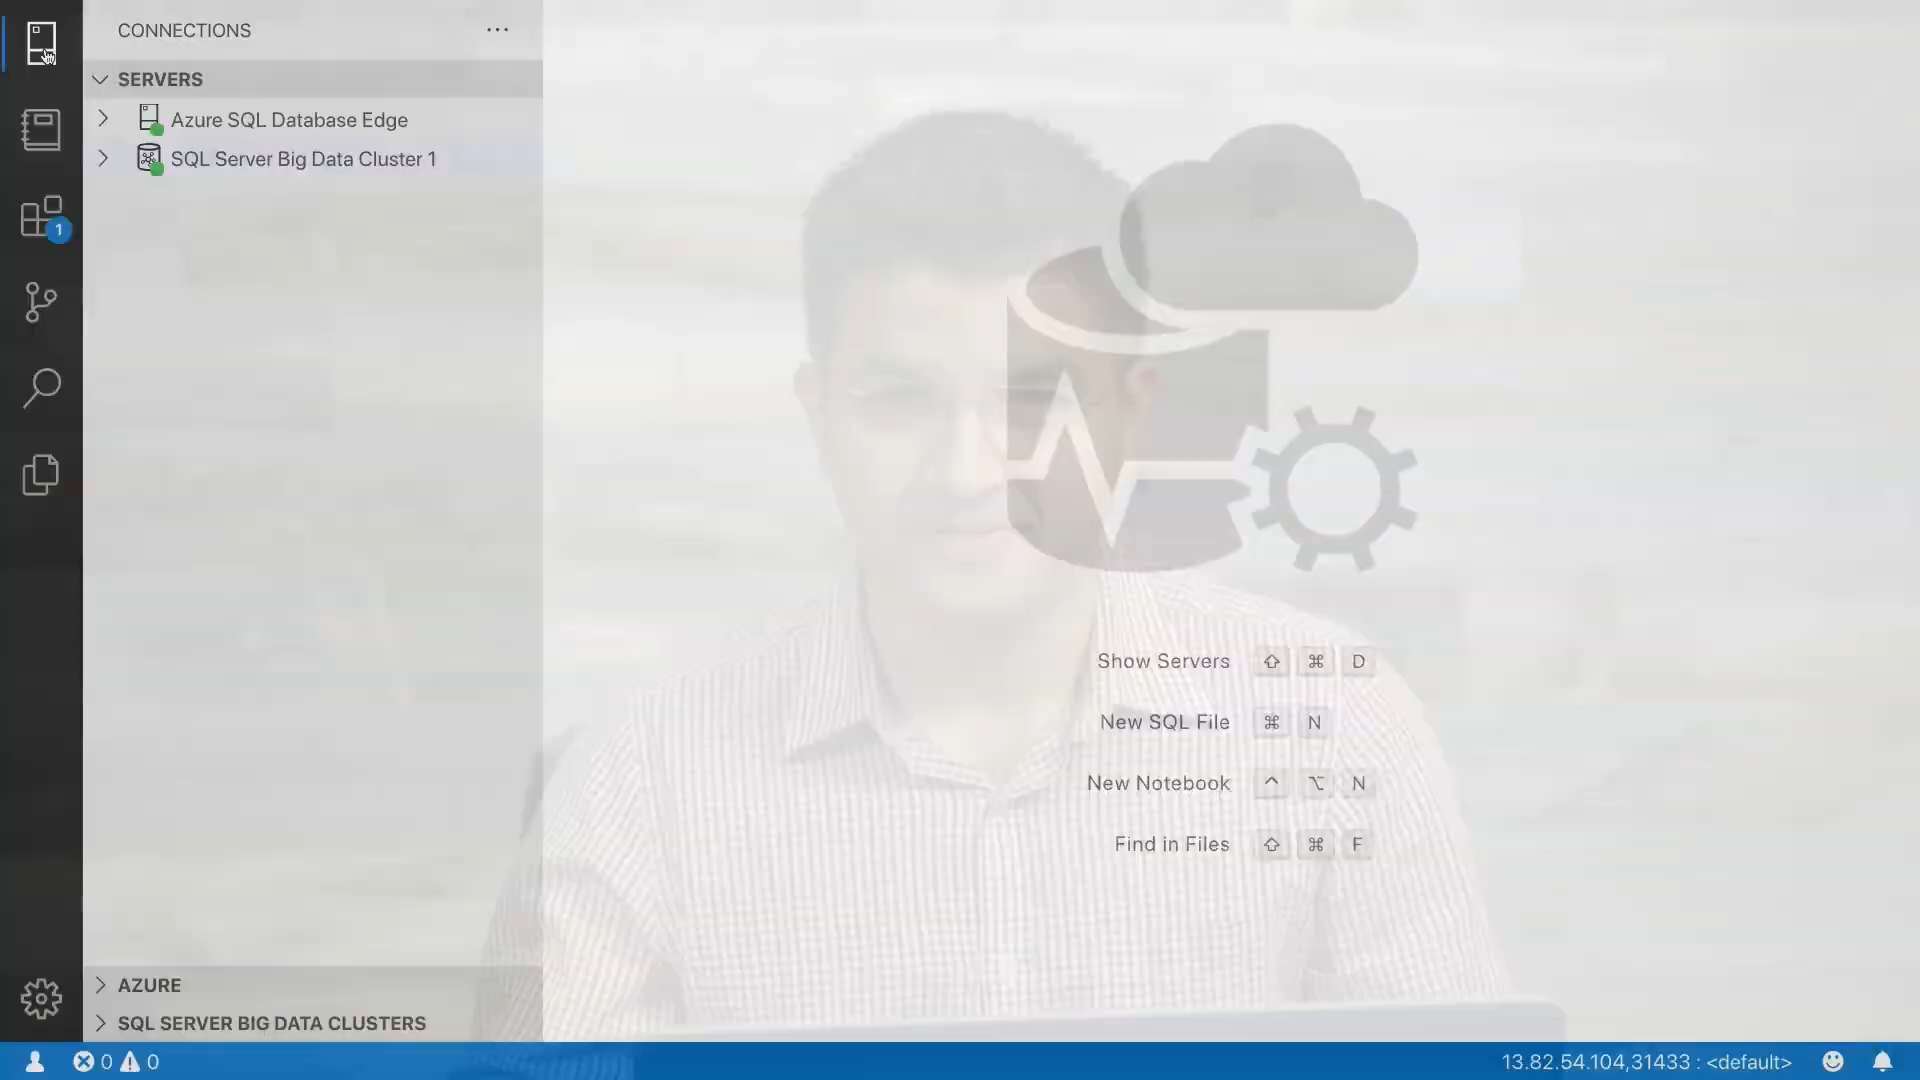 CONNECTIONS
SERVERS
Azure SQL Database Edge
SQL Server Big Data Cluster 1
1
Show Servers ⇧ ⌘ D
New SQL File ⌘ N
New Notebook ^ ⌥ N
Find in Files ⇧ ⌘ F
AZURE
SQL SERVER BIG DATA CLUSTERS
0 0
13.82.54.104,31433 : <default>